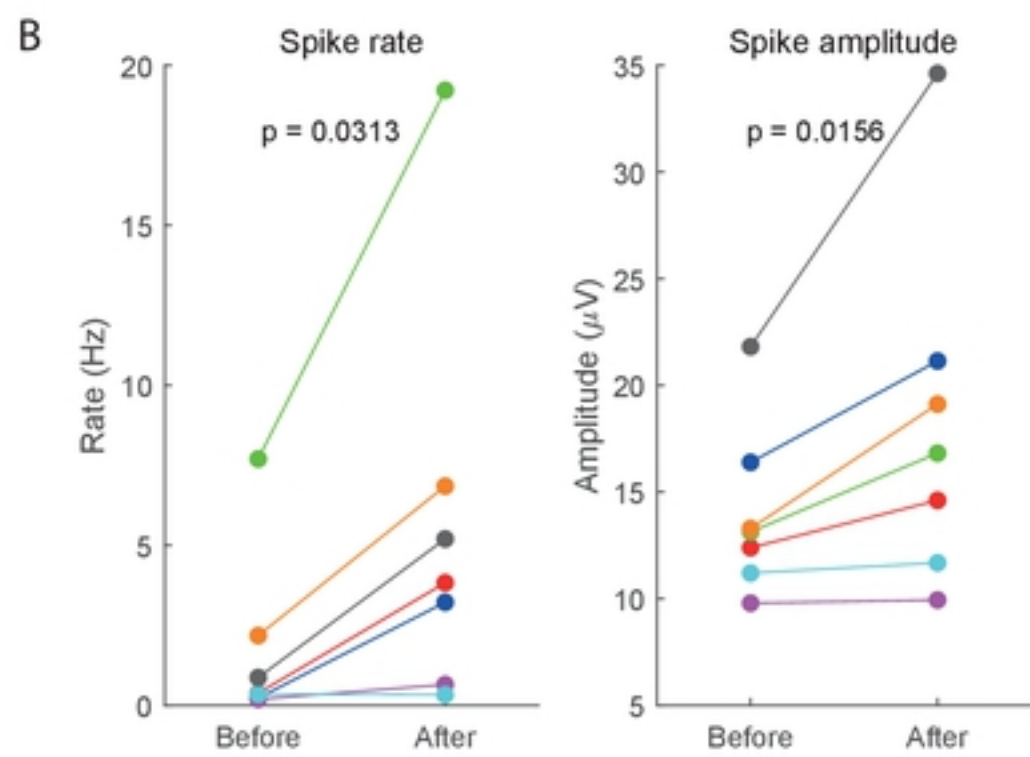 B
Spike rate
p = 0.0313
Rate (Hz)
20
15
10
5
0
Before After
Spike amplitude
p = 0.0156
Amplitude (μV)
35
30
25
20
15
10
5
Before After